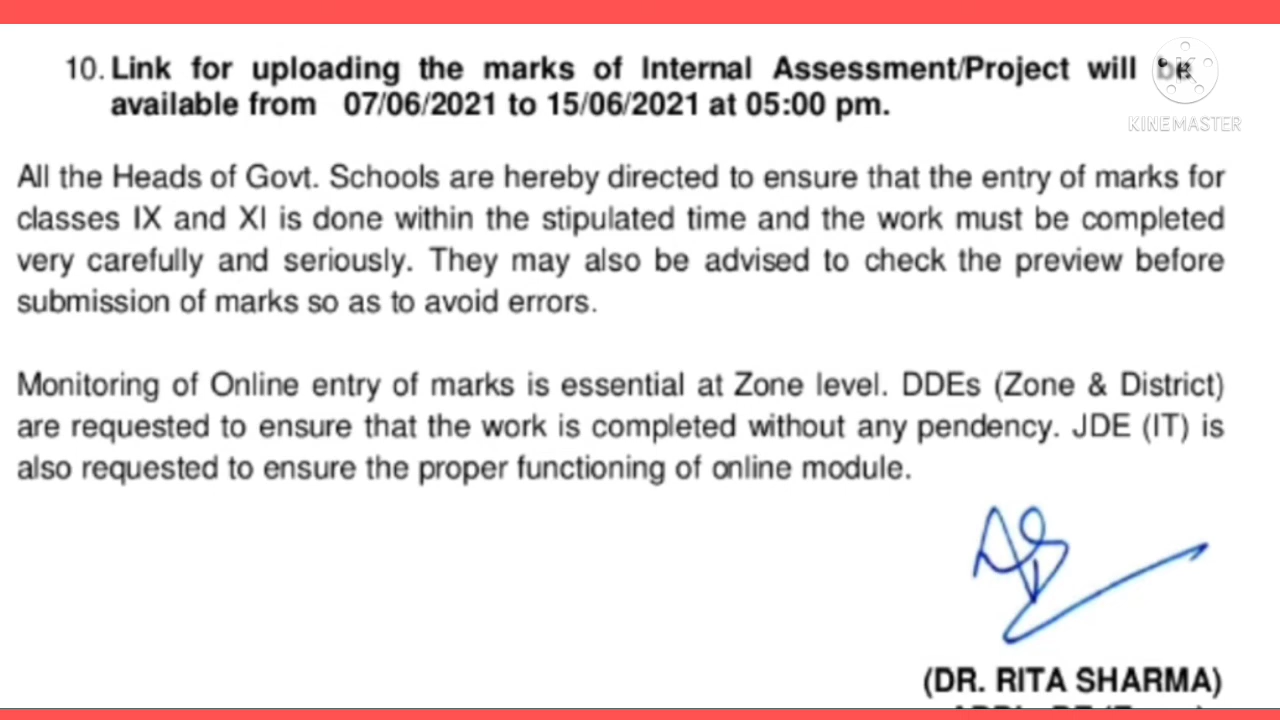 10. Link for uploading the marks of Internal Assessment/Project will be
available from 07/06/2021 to 15/06/2021 at 05:00 pm.
KINEMASTER
All the Heads of Govt. Schools are hereby directed to ensure that the entry of marks for
classes IX and XI is done within the stipulated time and the work must be completed
very carefully and seriously. They may also be advised to check the preview before
submission of marks so as to avoid errors.
Monitoring of Online entry of marks is essential at Zone level. DDEs (Zone & District)
are requested to ensure that the work is completed without any pendency. JDE (IT) is
also requested to ensure the proper functioning of online module.
(DR. RITA SHARMA)